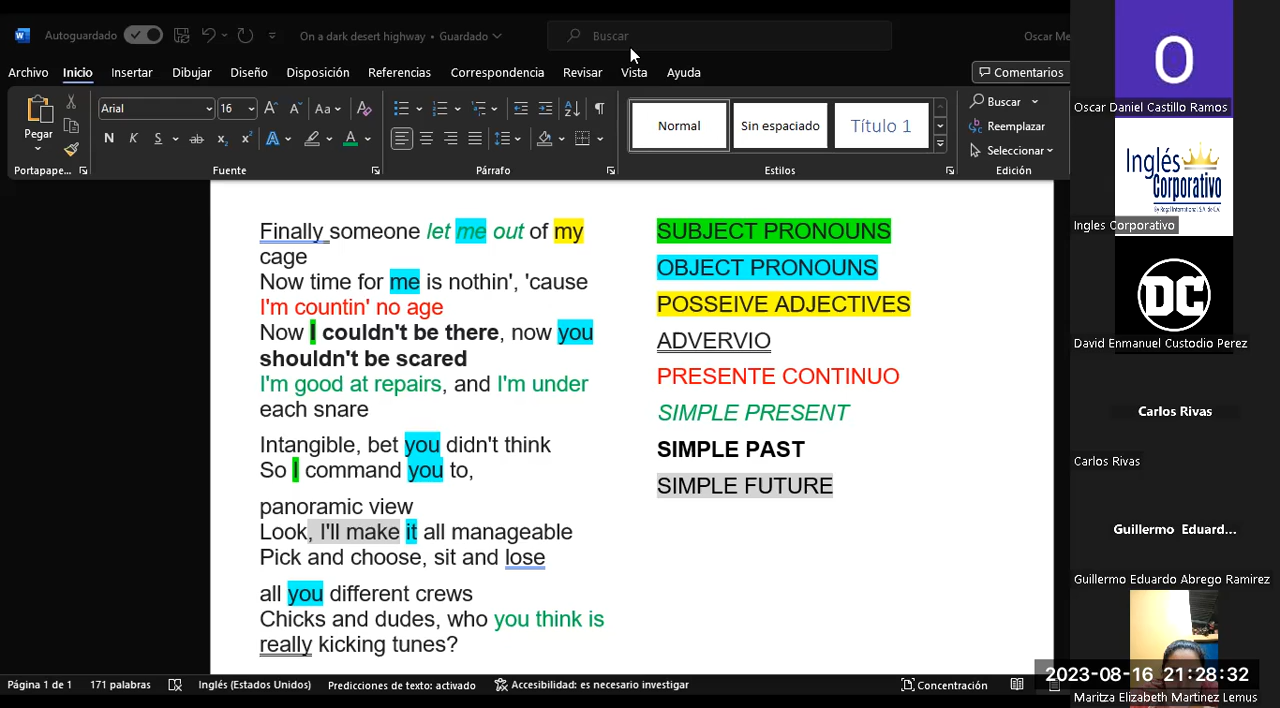 Autoguardado
On a dark desert highway • Guardado
Buscar
Oscar Me
Archivo Inicio Insertar Dibujar Diseño Disposición Referencias Correspondencia Revisar Vista Ayuda
Comentarios
Pegar
Arial 16
Aa
N K S ab x₂ x² A A
Normal
Sin espaciado
Título 1
Buscar
Reemplazar
Seleccionar
Portapape... Fuente Párrafo Estilos Edición
Finally someone let me out of my
cage
Now time for me is nothin', 'cause
I'm countin' no age
Now I couldn't be there, now you
shouldn't be scared
I'm good at repairs, and I'm under
each snare
Intangible, bet you didn't think
So I command you to,
panoramic view
Look, I'll make it all manageable
Pick and choose, sit and lose
all you different crews
Chicks and dudes, who you think is
really kicking tunes?
SUBJECT PRONOUNS
OBJECT PRONOUNS
POSSEIVE ADJECTIVES
ADVERVIO
PRESENTE CONTINUO
SIMPLE PRESENT
SIMPLE PAST
SIMPLE FUTURE
Página 1 de 1 171 palabras Inglés (Estados Unidos) Predicciones de texto: activado Accesibilidad: es necesario investigar Concentración
O
Oscar Daniel Castillo Ramos
Inglés
Corporativo
By Regal International, S.A. de C.V.
Ingles Corporativo
DC
David Enmanuel Custodio Perez
Carlos Rivas
Carlos Rivas
Guillermo Eduard...
Guillermo Eduardo Abrego Ramirez
2023-08-16 21:28:32
Maritza Elizabeth Martinez Lemus